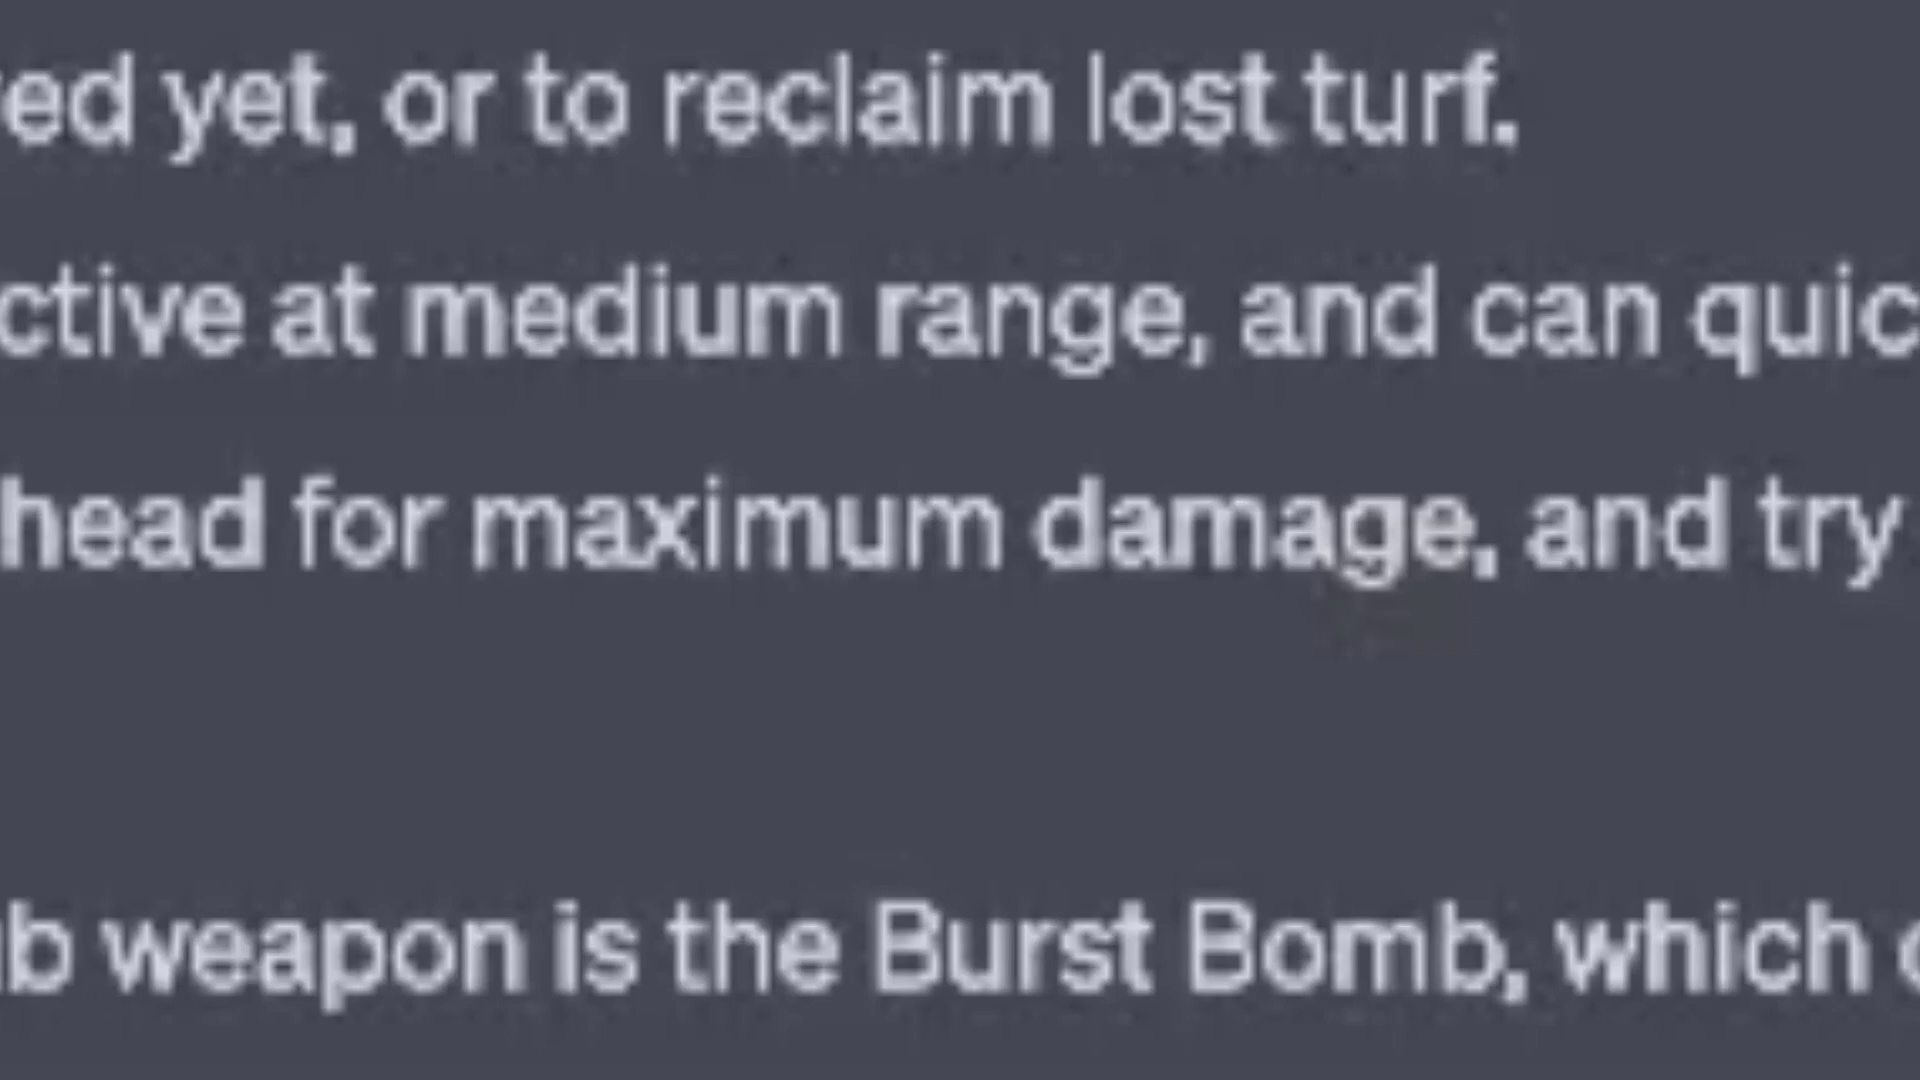 ed yet, or to reclaim lost turf.
ctive at medium range, and can quic
head for maximum damage, and try
b weapon is the Burst Bomb, which